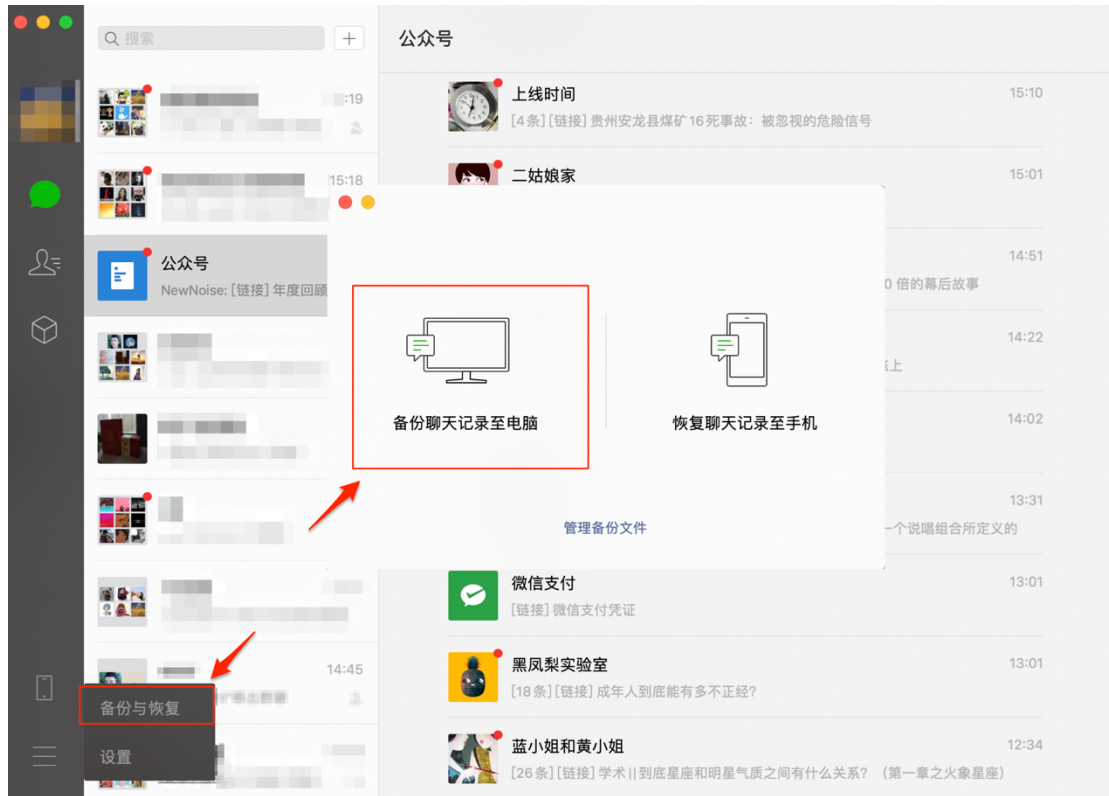 搜索
:19
15:18
公众号
NewNoise: [链接] 年度回顾
14:45
备份与恢复
设置
公众号
上线时间
15:10
[4条] [链接] 贵州安龙县煤矿16死事故：被忽视的危险信号
二姑娘家
15:01
14:51
0 倍的幕后故事
14:22
上
14:02
13:31
一个说唱组合所定义的
备份聊天记录至电脑
恢复聊天记录至手机
管理备份文件
微信支付
13:01
[链接] 微信支付凭证
黑凤梨实验室
13:01
[18条] [链接] 成年人到底能有多不正经？
蓝小姐和黄小姐
12:34
[26条] [链接] 学术||到底星座和明星气质之间有什么关系？（第一章之火象星座）